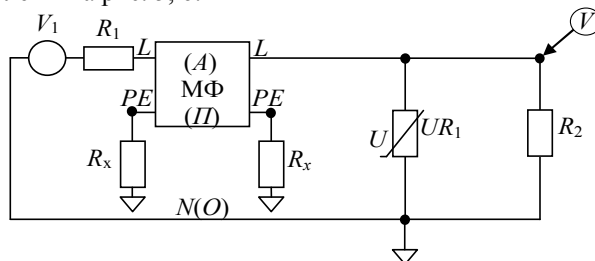 V₁
R₁
L
(А)
МФ
(П)
L
PE
PE
Rₓ
Rₓ
U
UR₁
R₂
V
N(O)